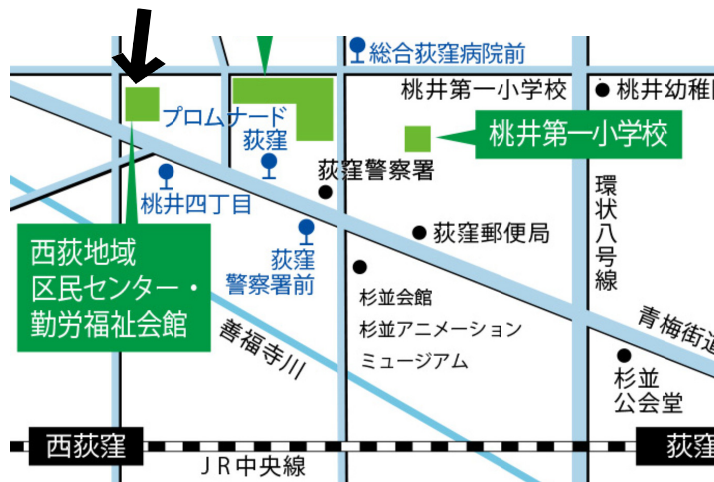 総合荻窪病院前
桃井第一小学校
桃井幼稚
プロムナード
荻窪
桃井第一小学校
荻窪警察署
桃井四丁目
環状八号線
荻窪郵便局
西荻地域
区民センター・
勤労福祉会館
荻窪
警察署前
杉並会館
杉並アニメーション
ミュージアム
善福寺川
青梅街道
杉並
公会堂
西荻窪
荻窪
JR中央線